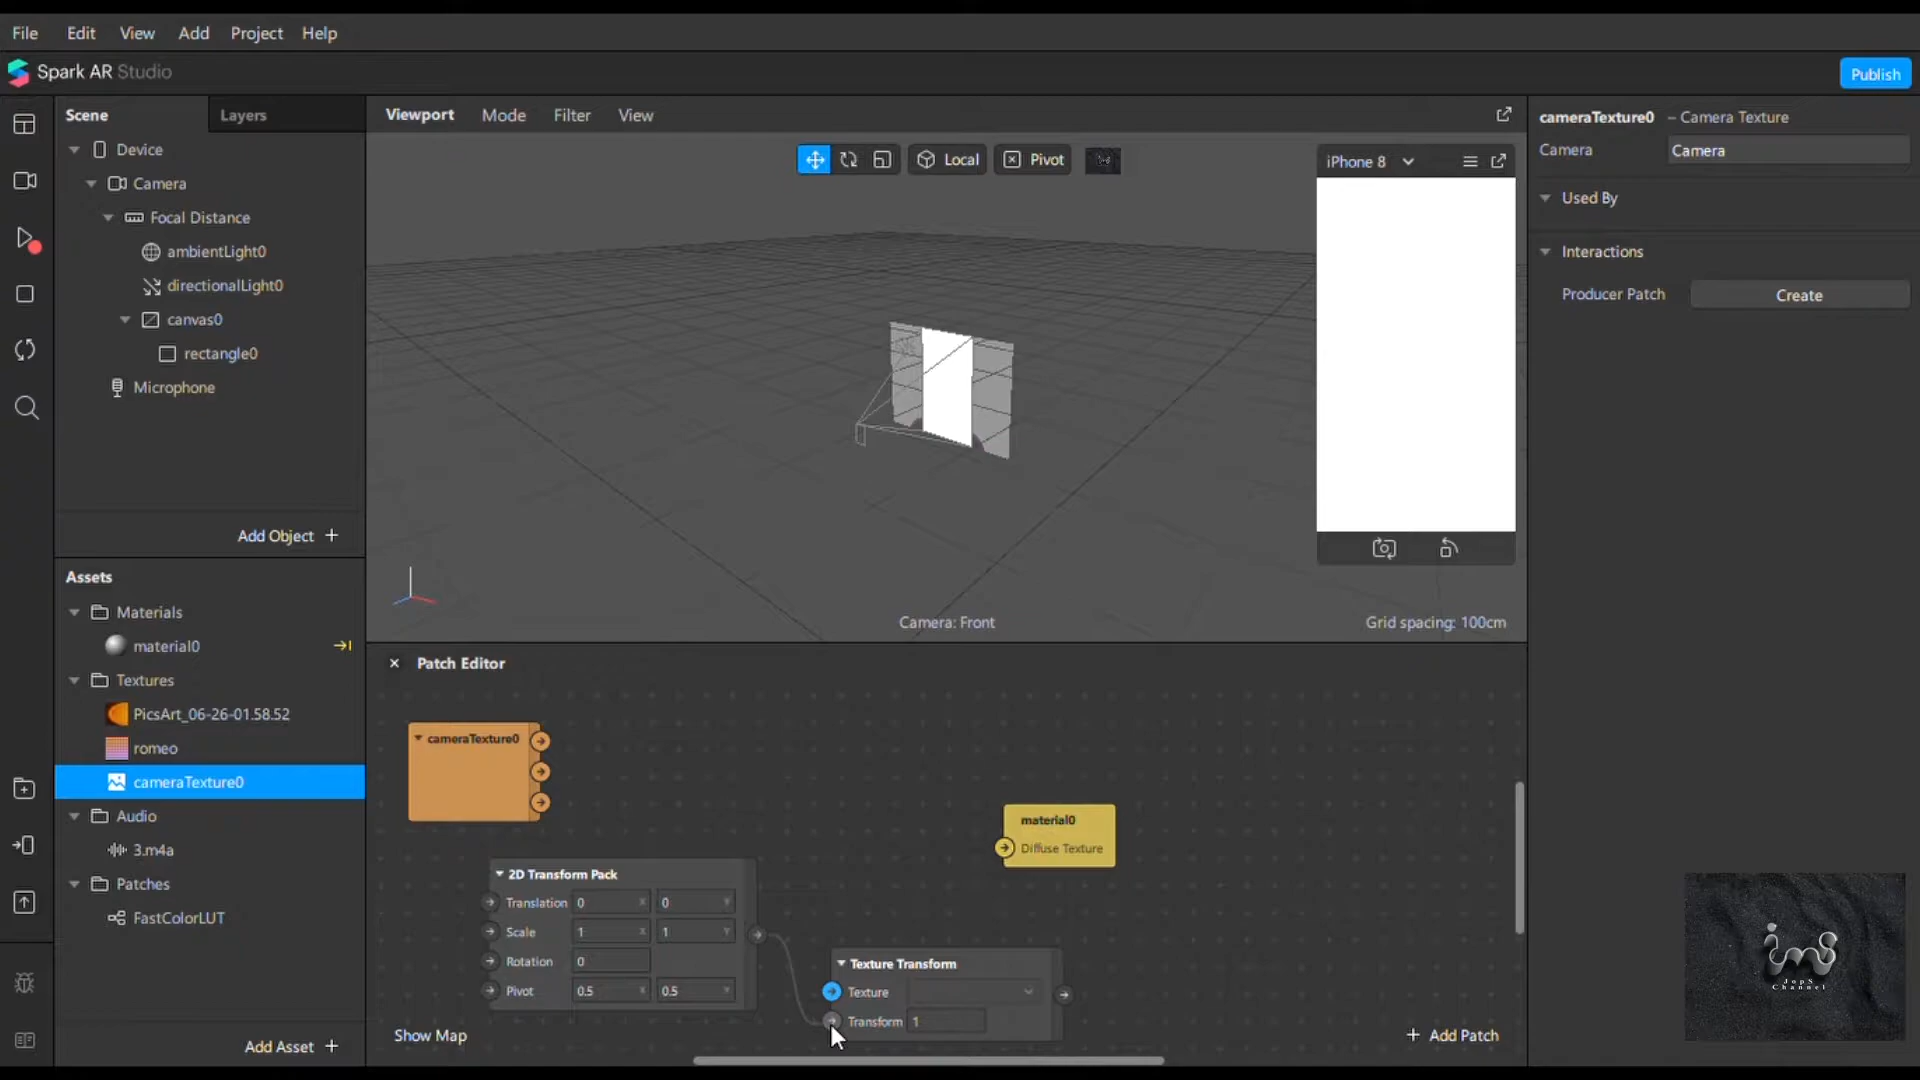 File Edit View Add Project Help
Spark AR Studio
Publish
Scene Layers
Device
Camera
Focal Distance
ambientLight0
directionalLight0
canvas0
rectangle0
Microphone
Add Object +
Assets
Materials
material0
Textures
PicsArt_06-26-01.58.52
romeo
cameraTexture0
Audio
3.m4a
Patches
FastColorLUT
Add Asset +
Viewport Mode Filter View
Local Pivot
iPhone 8
Camera: Front
Grid spacing: 100cm
Patch Editor
cameraTexture0
material0
Diffuse Texture
2D Transform Pack
Translation 0 X 0 Y
Scale 1 X 1 Y
Rotation 0
Pivot 0.5 X 0.5 Y
Texture Transform
Texture
Transform 1
Show Map
+ Add Patch
cameraTexture0 – Camera Texture
Camera Camera
Used By
Interactions
Producer Patch Create
JopS
Channel